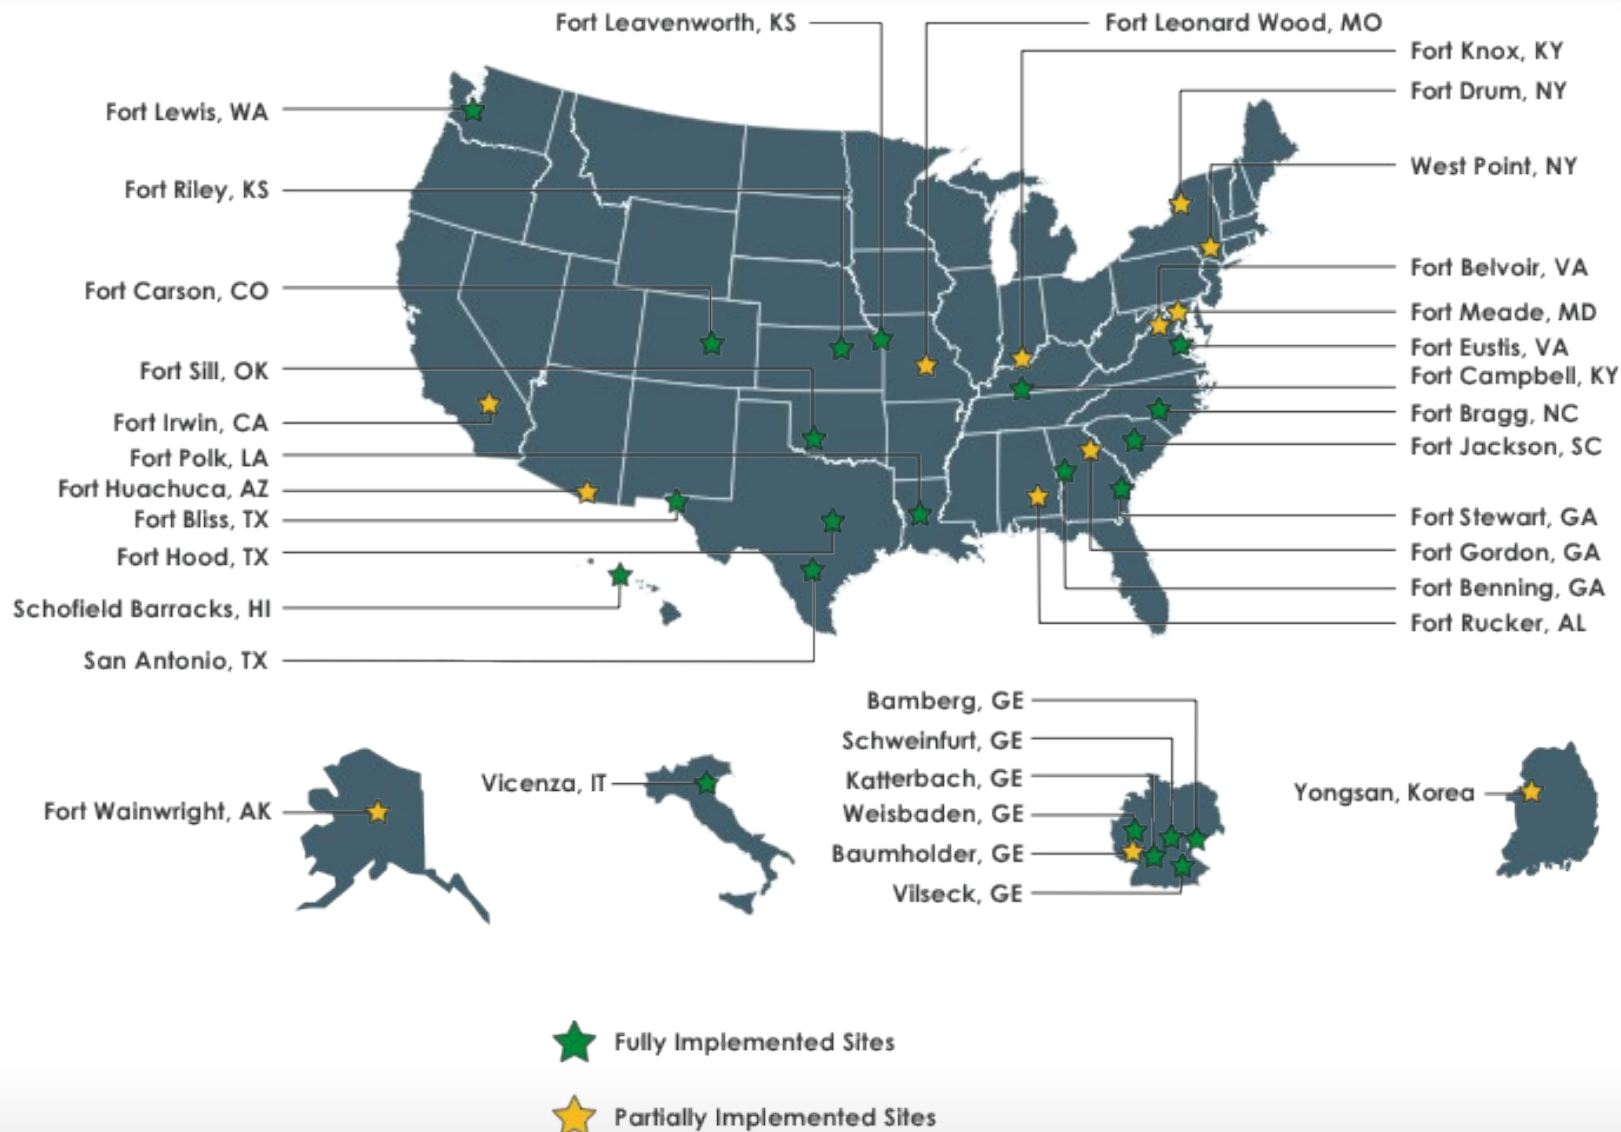 Fort Leavenworth, KS
Fort Leonard Wood, MO
Fort Knox, KY
Fort Drum, NY
Fort Lewis, WA
West Point, NY
Fort Riley, KS
Fort Belvoir, VA
Fort Carson, CO
Fort Meade, MD
Fort Eustis, VA
Fort Sill, OK
Fort Campbell, KY
Fort Bragg, NC
Fort Irwin, CA
Fort Jackson, SC
Fort Polk, LA
Fort Huachuca, AZ
Fort Stewart, GA
Fort Bliss, TX
Fort Gordon, GA
Fort Hood, TX
Fort Benning, GA
Schofield Barracks, HI
Fort Rucker, AL
San Antonio, TX
Bamberg, GE
Schweinfurt, GE
Katterbach, GE
Vicenza, IT
Yongsan, Korea
Fort Wainwright, AK
Weisbaden, GE
Baumholder, GE
Vilseck, GE
Fully Implemented Sites
Partially Implemented Sites